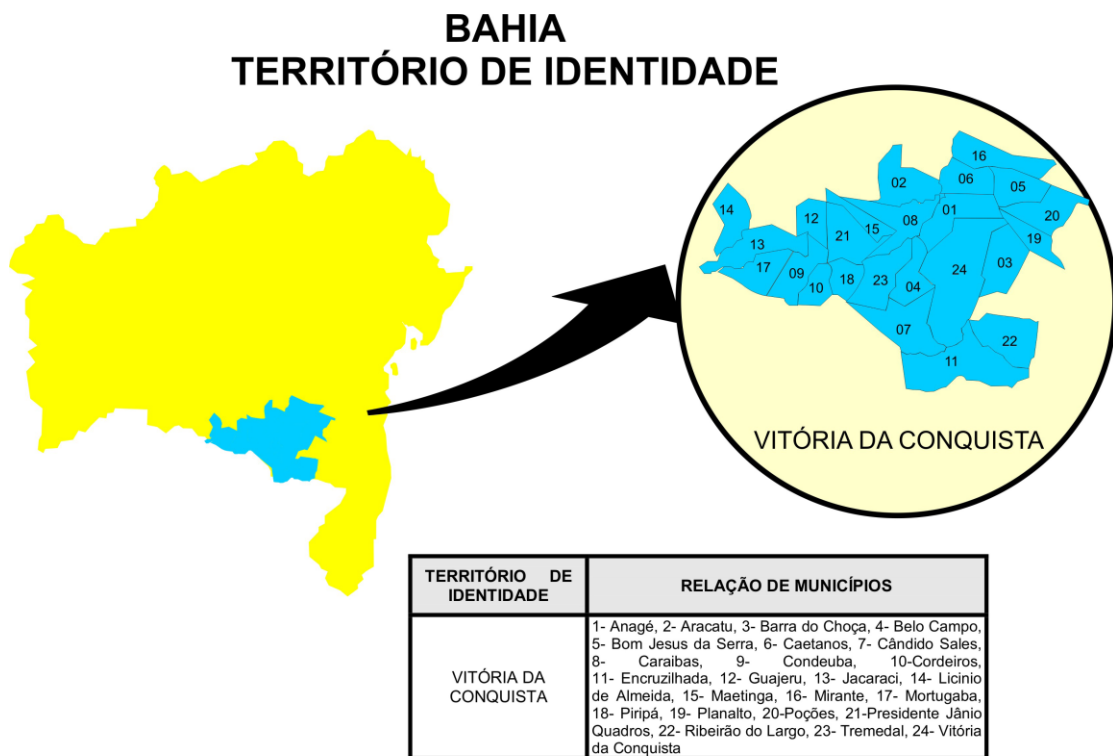 BAHIA
TERRITÓRIO DE IDENTIDADE
16
02
06
05
14
12
01
20
21
15
08
19
13
17
09
10
18
23
04
24
03
07
22
11
VITÓRIA DA CONQUISTA
TERRITÓRIO DE
IDENTIDADE
RELAÇÃO DE MUNICÍPIOS
VITÓRIA DA
CONQUISTA
1- Anagé, 2- Aracatu, 3- Barra do Choça, 4- Belo Campo,
5- Bom Jesus da Serra, 6- Caetanos, 7- Cândido Sales,
8- Caraibas, 9- Condeuba, 10-Cordeiros,
11- Encruzilhada, 12- Guajeru, 13- Jacaraci, 14- Licinio
de Almeida, 15- Maetinga, 16- Mirante, 17- Mortugaba,
18- Piripá, 19- Planalto, 20-Poções, 21-Presidente Jânio
Quadros, 22- Ribeirão do Largo, 23- Tremedal, 24- Vitória
da Conquista